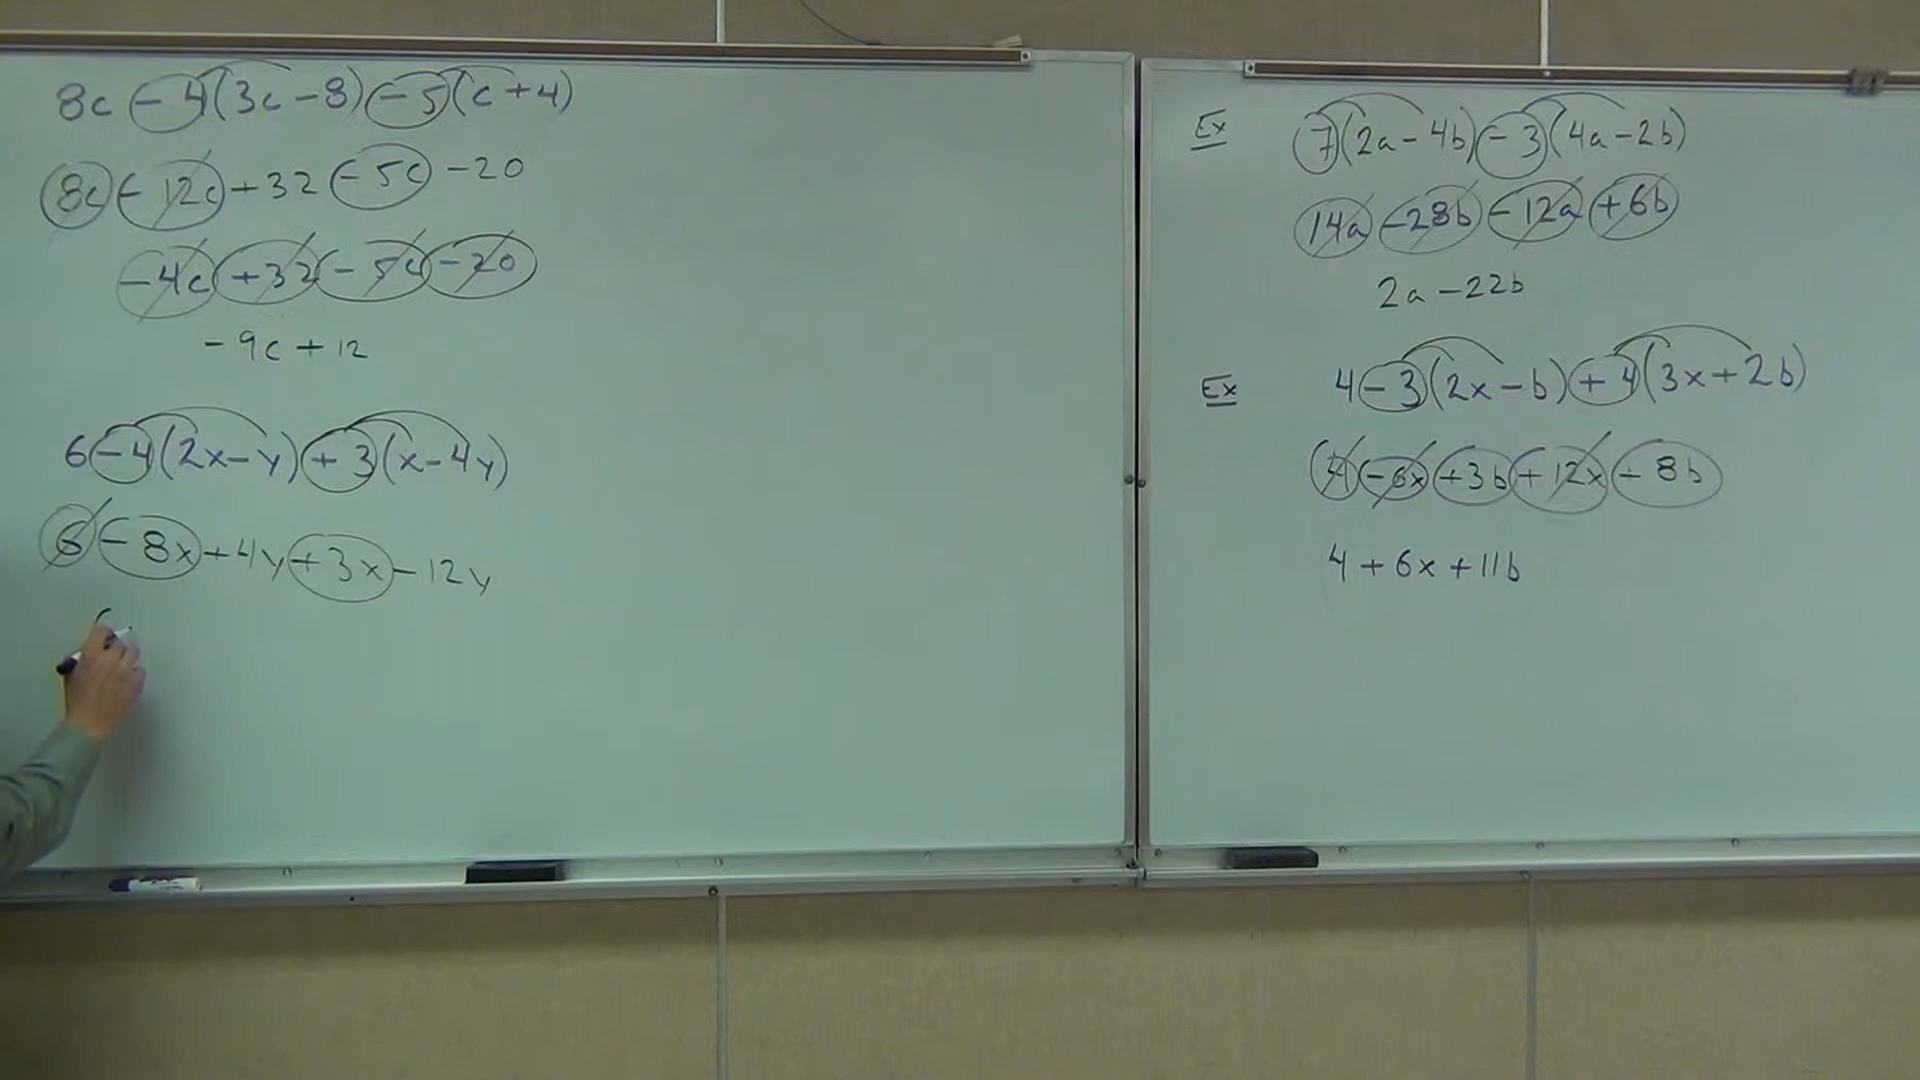 8c - 4(3c - 8) - 5(c + 4)
8c - 12c + 32 - 5c - 20
- 4c + 32 - 5c - 20
- 9c + 12
6 - 4(2x - y) + 3(x - 4y)
6 - 8x + 4y + 3x - 12y
Ex 7(2a - 4b) - 3(4a - 2b)
14a - 28b - 12a + 6b
2a - 22b
Ex 4 - 3(2x - b) + 4(3x + 2b)
4 - 6x + 3b + 12x + 8b
4 + 6x + 11b